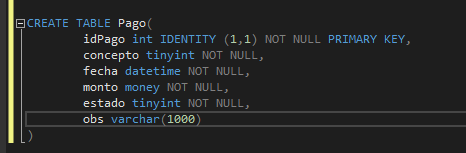 CREATE TABLE Pago(
idPago int IDENTITY (1,1) NOT NULL PRIMARY KEY,
concepto tinyint NOT NULL,
fecha datetime NOT NULL,
monto money NOT NULL,
estado tinyint NOT NULL,
obs varchar(1000)
)